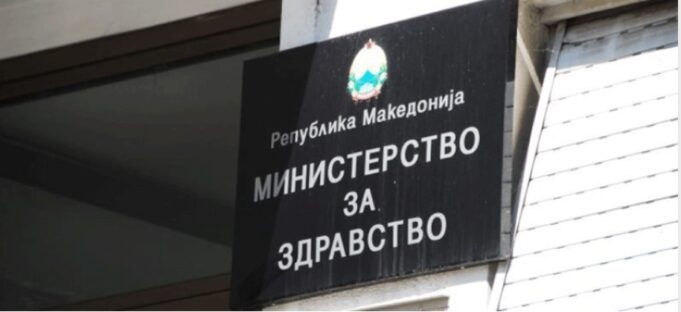 Република Македонија
МИНИСТЕРСТВО
ЗА
ЗДРАВСТВО